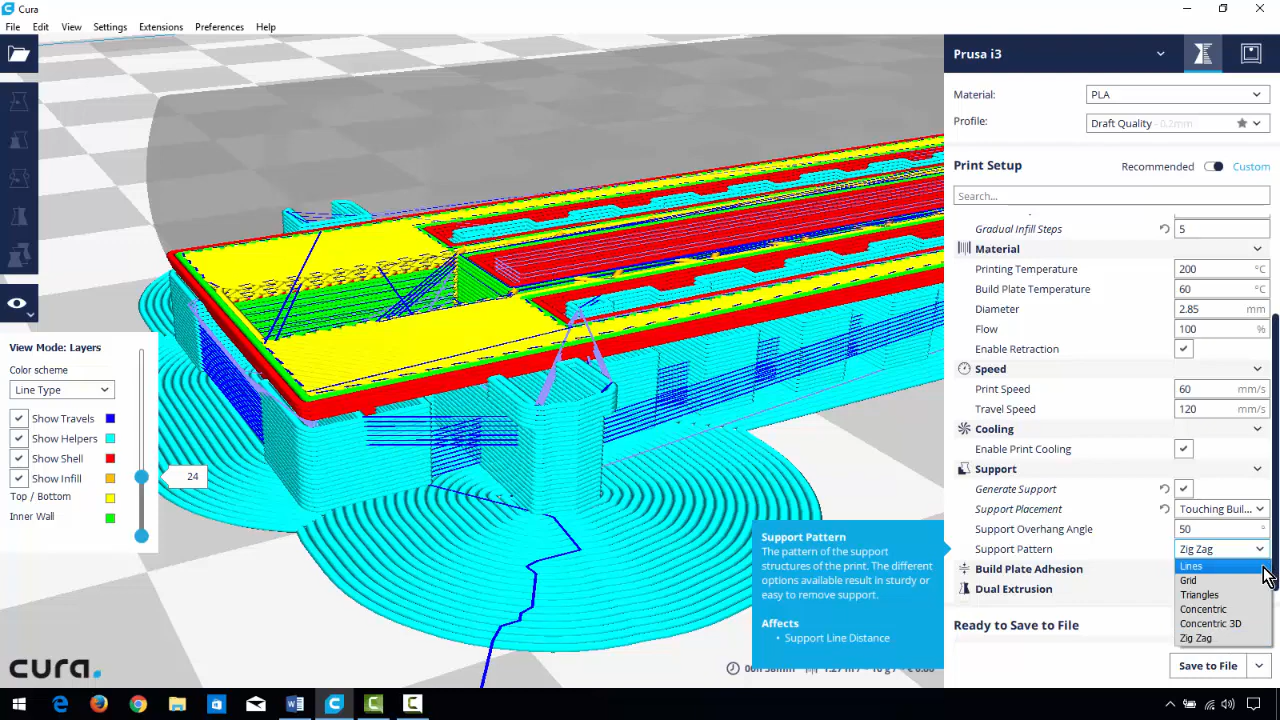 Cura
File Edit View Settings Extensions Preferences Help
Prusa i3
Material: PLA
Profile: Draft Quality - 0.2mm
Print Setup Recommended Custom
Search...
Gradual Infill Steps 5
Material
Printing Temperature 200 °C
Build Plate Temperature 60 °C
Diameter 2.85 mm
Flow 100 %
Enable Retraction
Speed
Print Speed 60 mm/s
Travel Speed 120 mm/s
Cooling
Enable Print Cooling
Support
Generate Support
Support Placement Touching Buil...
Support Overhang Angle 50 °
Support Pattern Zig Zag
Lines
Grid
Triangles
Concentric
Concentric 3D
Zig Zag
Build Plate Adhesion
Dual Extrusion
Ready to Save to File
Save to File
View Mode: Layers
Color scheme
Line Type
Show Travels
Show Helpers
Show Shell
Show Infill
Top / Bottom
Inner Wall
24
Support Pattern
The pattern of the support
structures of the print. The different
options available result in sturdy or
easy to remove support.
Affects
• Support Line Distance
cura.